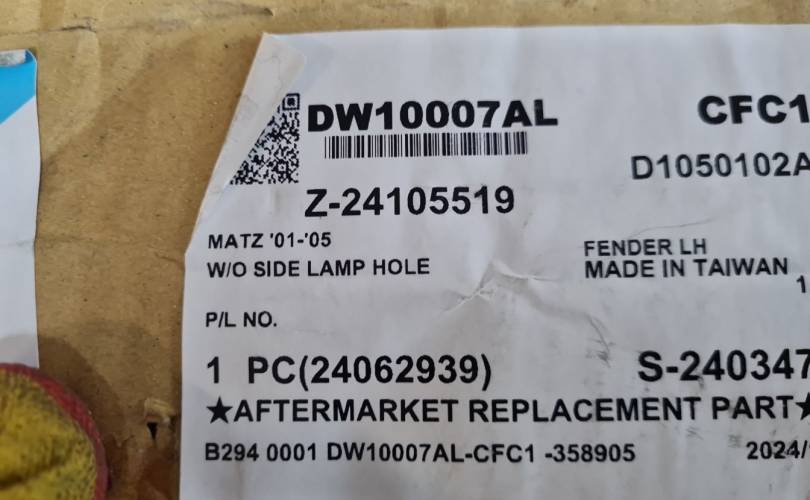 DW10007AL CFC1
D1050102A
Z-24105519
MATZ '01-'05 FENDER LH
W/O SIDE LAMP HOLE MADE IN TAIWAN
1
P/L NO.
1 PC(24062939) S-240347
★AFTERMARKET REPLACEMENT PART★
B294 0001 DW10007AL-CFC1 -358905 2024/